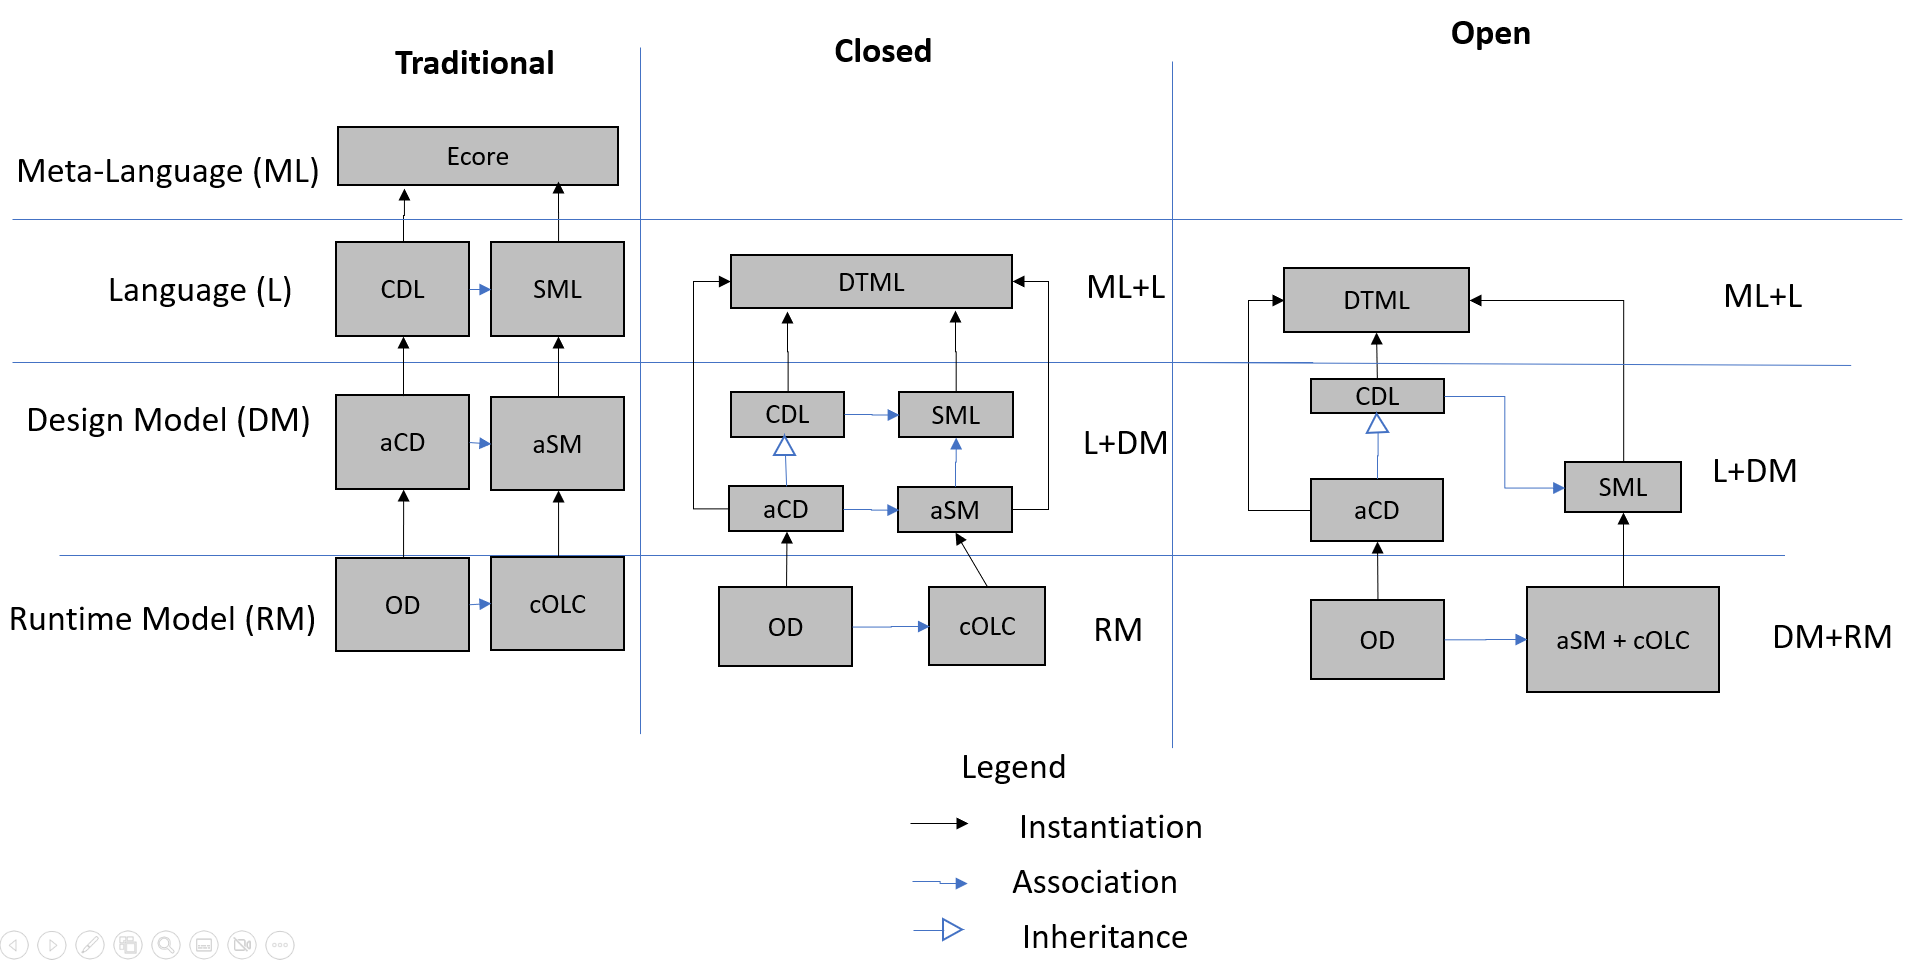 Traditional
Closed
Open
Meta-Language (ML)
Ecore
Language (L)
CDL
SML
DTML
ML+L
DTML
ML+L
Design Model (DM)
aCD
aSM
CDL
SML
aCD
aSM
L+DM
CDL
aCD
SML
L+DM
Runtime Model (RM)
OD
cOLC
OD
cOLC
RM
OD
aSM + cOLC
DM+RM
Legend
Instantiation
Association
Inheritance